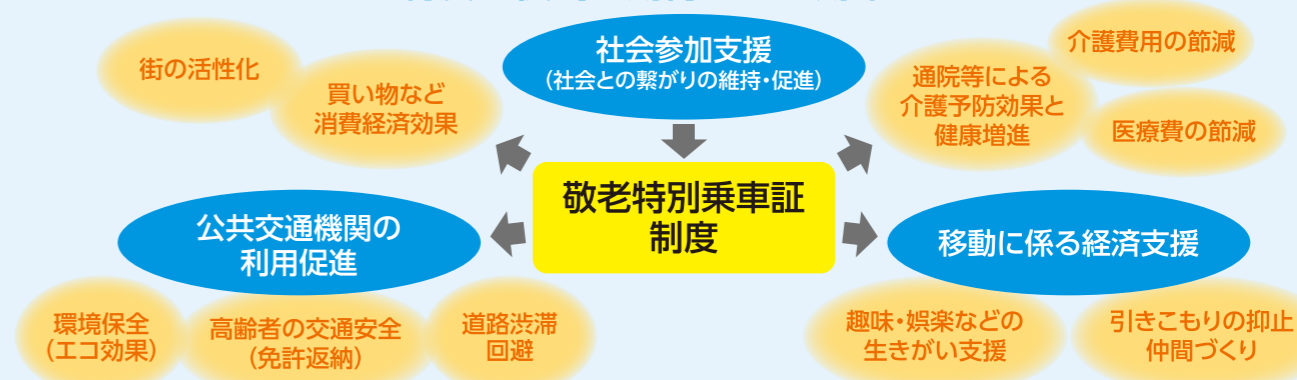 社会参加支援
(社会との繋がりの維持・促進)
街の活性化
買い物など
消費経済効果
通院等による
介護予防効果と
健康増進
介護費用の節減
医療費の節減
敬老特別乗車証
制度
公共交通機関の
利用促進
移動に係る経済支援
環境保全
(エコ効果)
高齢者の交通安全
(免許返納)
道路渋滞
回避
趣味・娯楽などの
生きがい支援
引きこもりの抑止
仲間づくり